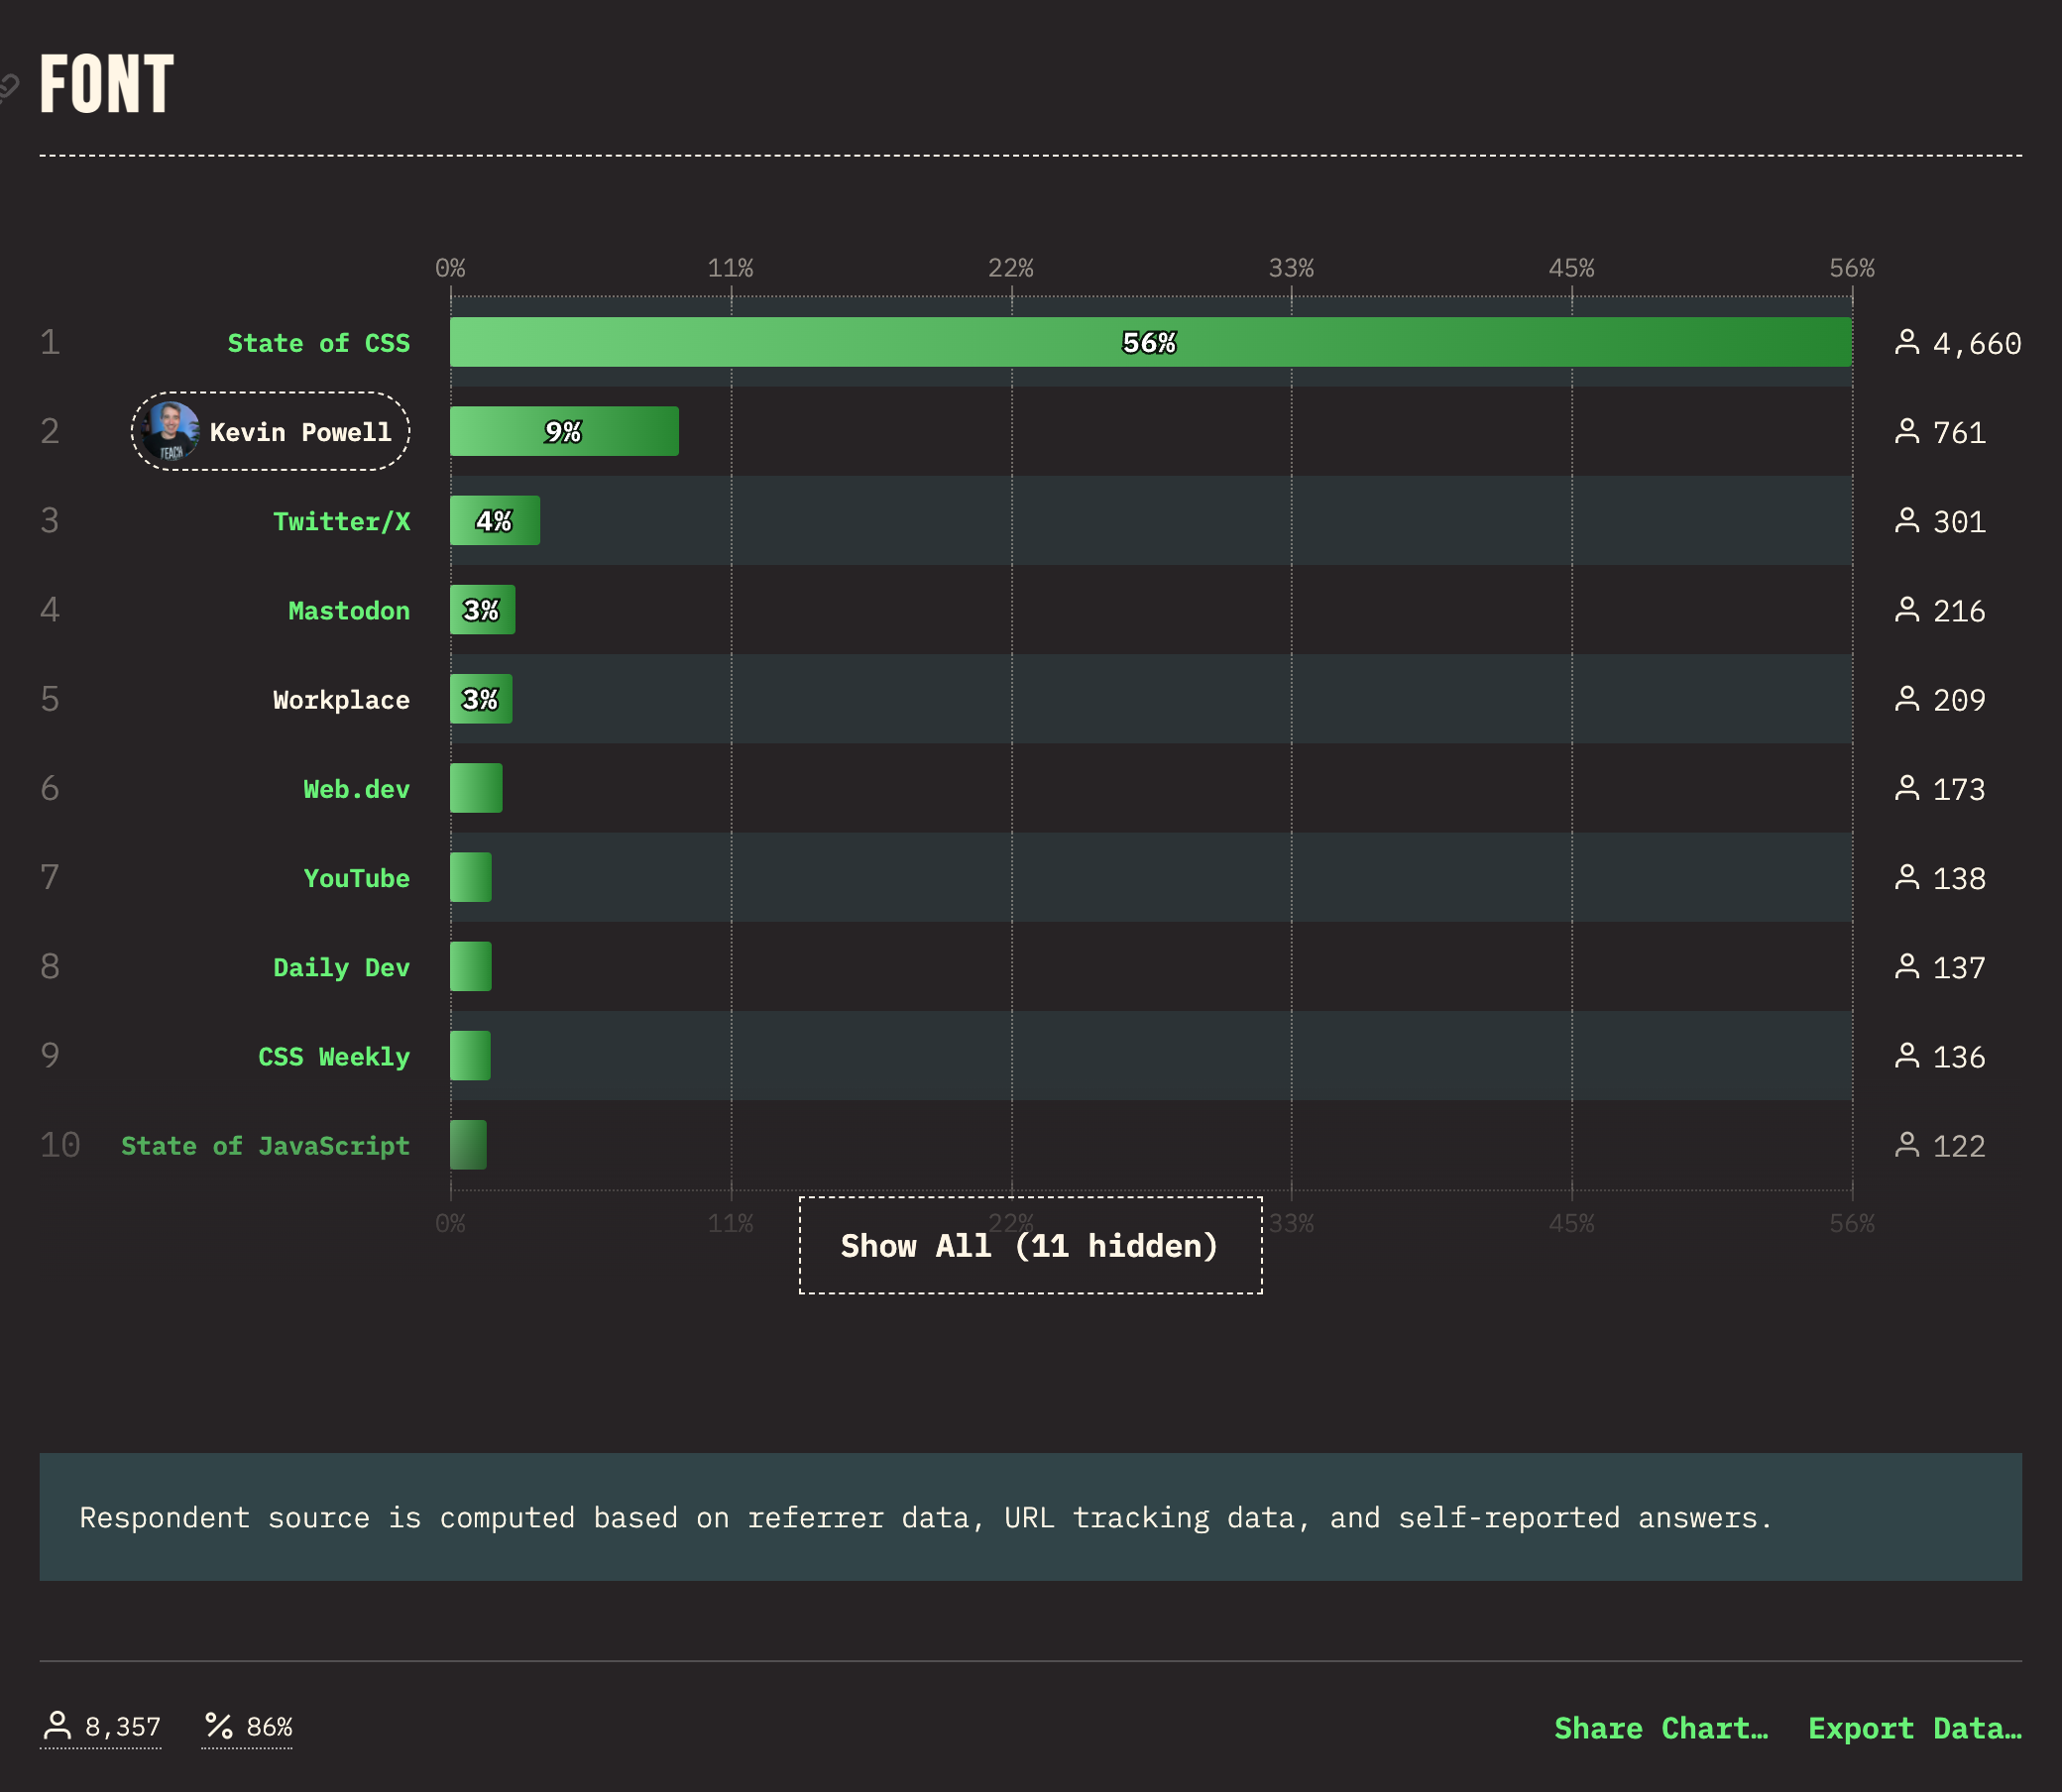 FONT
0% 11% 22% 33% 45% 56%
1 State of CSS 56% 4,660
2 Kevin Powell 9% 761
3 Twitter/X 4% 301
4 Mastodon 3% 216
5 Workplace 3% 209
6 Web.dev 173
7 YouTube 138
8 Daily Dev 137
9 CSS Weekly 136
10 State of JavaScript 122
0% 11% 22% 33% 45% 56%
Show All (11 hidden)
Respondent source is computed based on referrer data, URL tracking data, and self-reported answers.
8,357 86% Share Chart… Export Data…